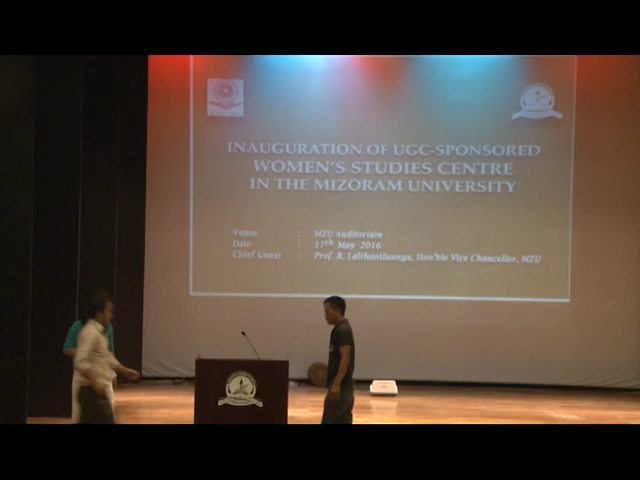 INAUGURATION OF UGC-SPONSORED
WOMEN'S STUDIES CENTRE
IN THE MIZORAM UNIVERSITY
Venue : MZU Auditorium
Date : 17th May 2016
Chief Guest : Prof. R. Lalthantluanga, Hon'ble Vice Chancellor, MZU